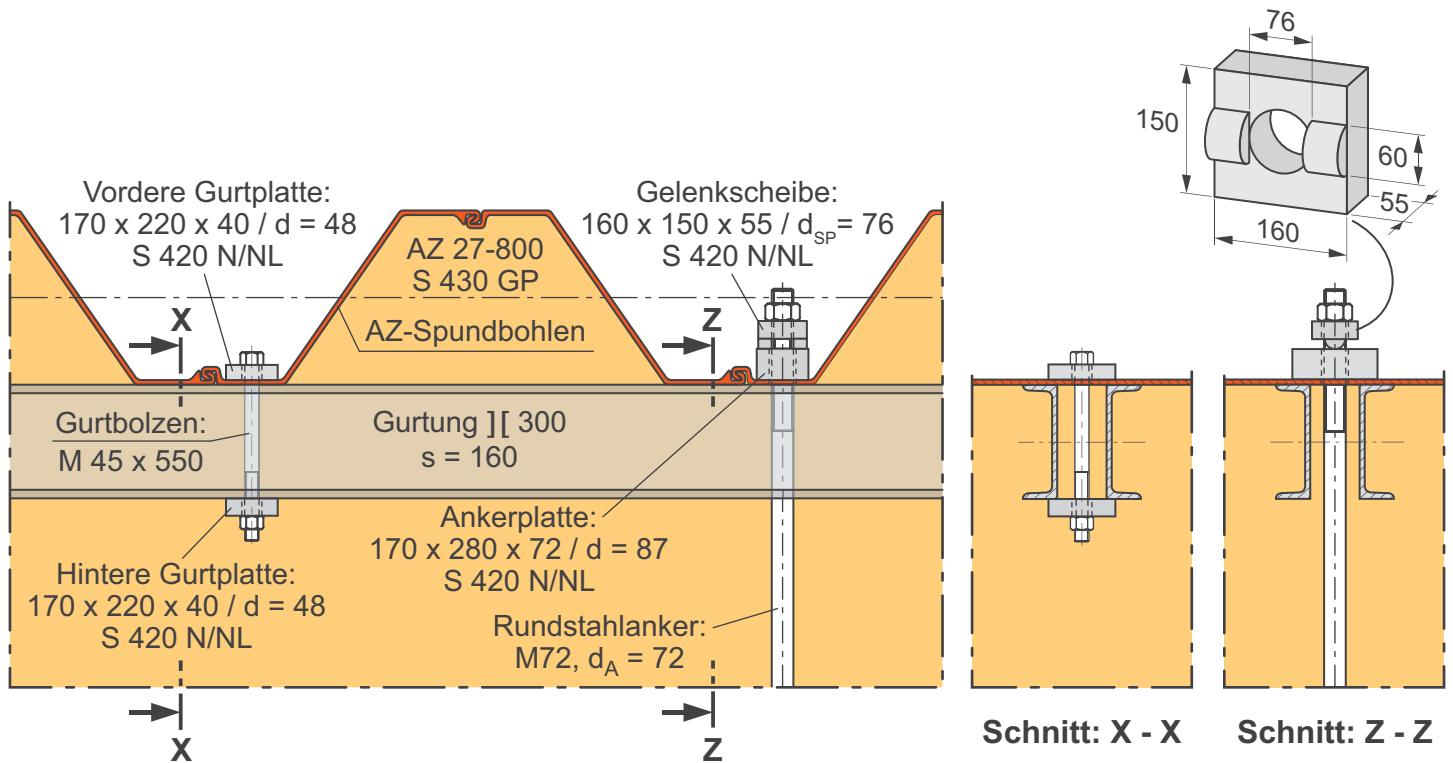 76
150
60
55
160
Vordere Gurtplatte:
170 x 220 x 40 / d = 48
S 420 N/NL
Gelenkscheibe:
160 x 150 x 55 / dSP= 76
S 420 N/NL
AZ 27-800
S 430 GP
X
Z
AZ-Spundbohlen
Gurtbolzen:
M 45 x 550
Gurtung ][ 300
s = 160
Ankerplatte:
170 x 280 x 72 / d = 87
S 420 N/NL
Hintere Gurtplatte:
170 x 220 x 40 / d = 48
S 420 N/NL
Rundstahlanker:
M72, dA = 72
X
Z
Schnitt: X - X
Schnitt: Z - Z